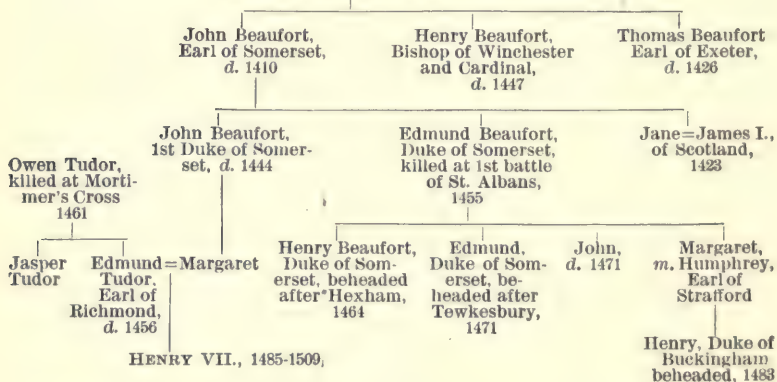 John Beaufort,
Earl of Somerset,
d. 1410
Henry Beaufort,
Bishop of Winchester
and Cardinal,
d. 1447
Thomas Beaufort
Earl of Exeter,
d. 1426
John Beaufort,
1st Duke of Somer-
set, d. 1444
Edmund Beaufort,
Duke of Somerset,
killed at 1st battle
of St. Albans,
1455
Jane=James I.,
of Scotland,
1423
Owen Tudor,
killed at Morti-
mer's Cross
1461
Jasper
Tudor
Edmund=Margaret
Tudor,
Earl of
Richmond,
d. 1456
Henry Beaufort,
Duke of Som-
erset, beheaded
after Hexham,
1464
Edmund,
Duke of Som-
erset, be-
headed after
Tewkesbury,
1471
John,
d. 1471
Margaret,
m. Humphrey,
Earl of
Strafford
HENRY VII., 1485-1509,
Henry, Duke of
Buckingham
beheaded, 1483